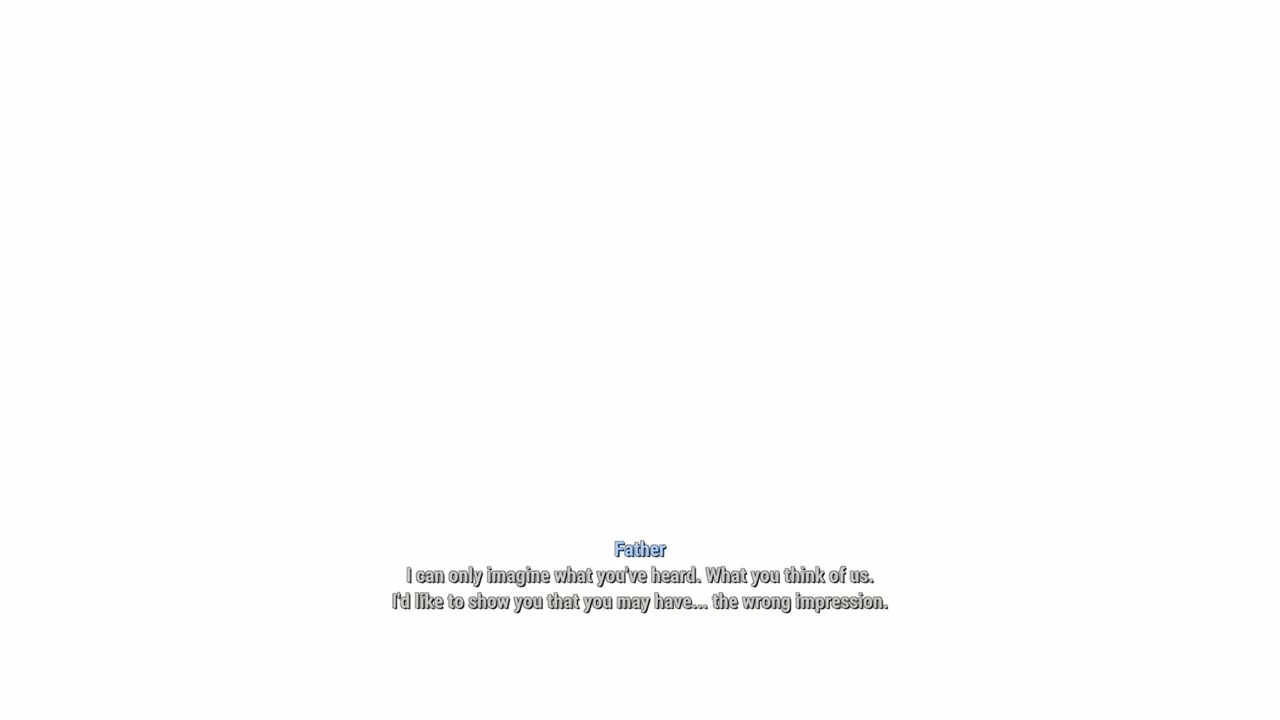 Father
I can only imagine what you've heard. What you think of us.
I'd like to show you that you may have... the wrong impression.